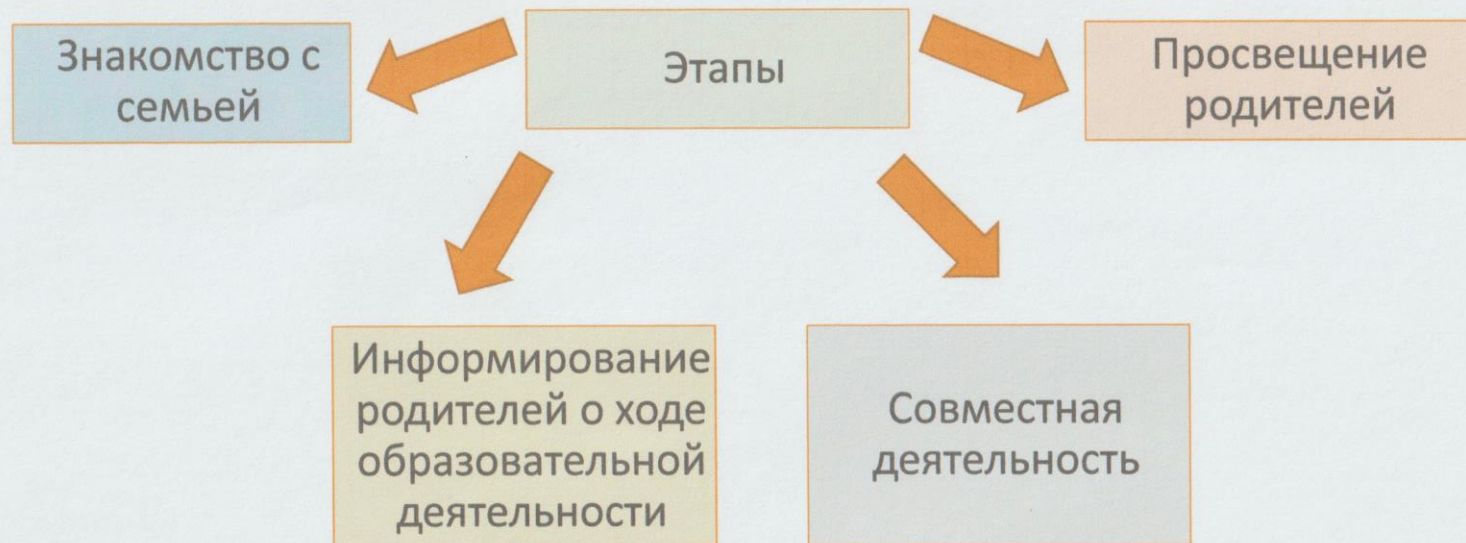 Знакомство с
семьей
Этапы
Просвещение
родителей
Информирование
родителей о ходе
образовательной
деятельности
Совместная
деятельность